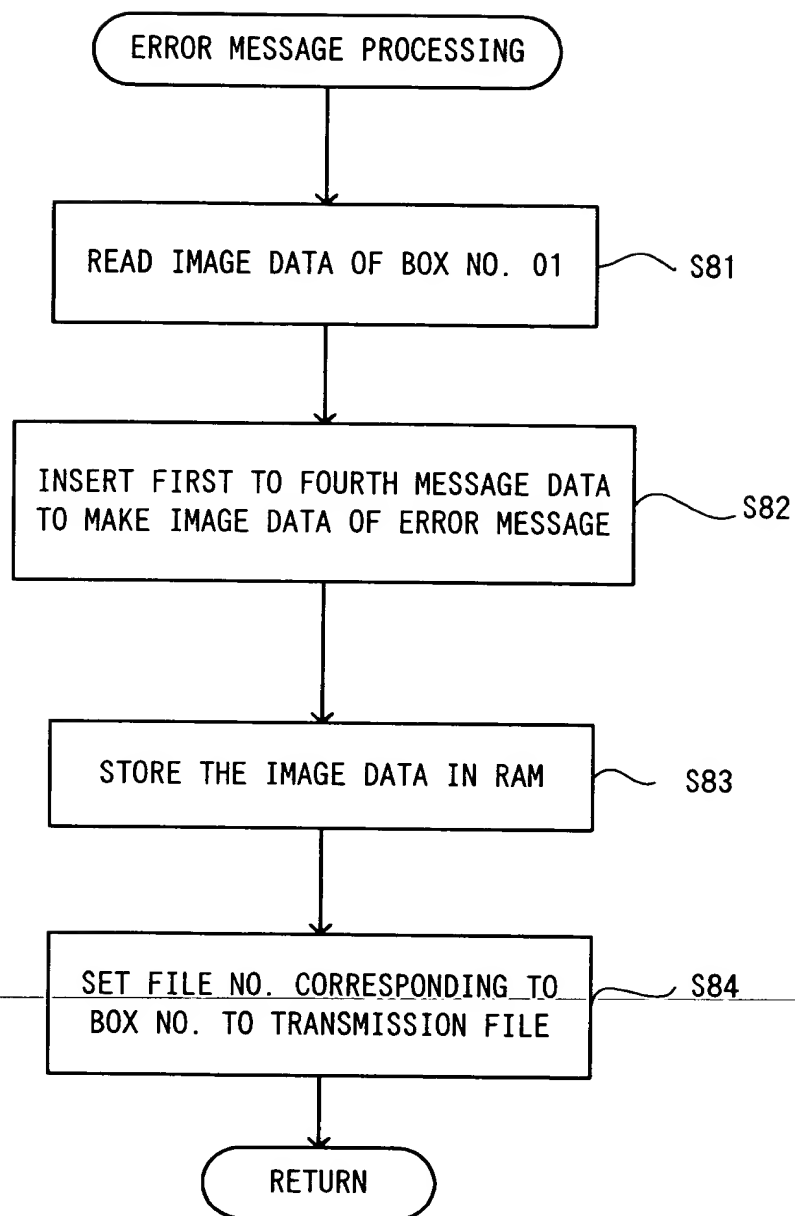 ERROR MESSAGE PROCESSING
READ IMAGE DATA OF BOX NO. 01
S81
INSERT FIRST TO FOURTH MESSAGE DATA
TO MAKE IMAGE DATA OF ERROR MESSAGE
S82
STORE THE IMAGE DATA IN RAM
S83
SET FILE NO. CORRESPONDING TO
BOX NO. TO TRANSMISSION FILE
S84
RETURN